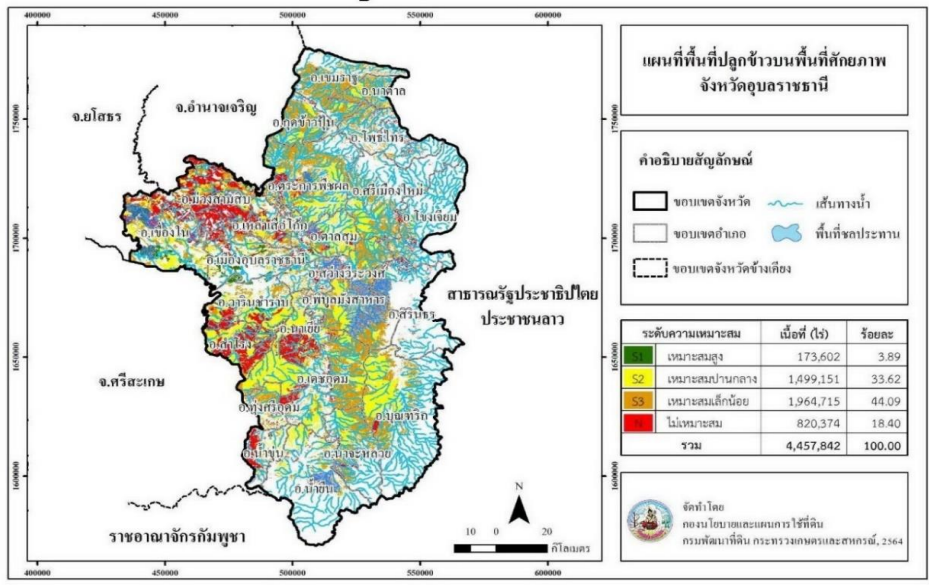 400000 450000 500000 550000 600000
แผนที่พื้นที่ปลูกข้าวบนพื้นที่ศักยภาพ
จังหวัดอุบลราชธานี
คำอธิบายสัญลักษณ์
ขอบเขตจังหวัด เส้นทางน้ำ
ขอบเขตอำเภอ พื้นที่ชลประทาน
ขอบเขตจังหวัดข้างเคียง
ระดับความเหมาะสม เนื้อที่ (ไร่) ร้อยละ
S1 เหมาะสมสูง 173,602 3.89
S2 เหมาะสมปานกลาง 1,499,151 33.62
S3 เหมาะสมเล็กน้อย 1,964,715 44.09
N ไม่เหมาะสม 820,374 18.40
รวม 4,457,842 100.00
จัดทำโดย
กองนโยบายและแผนการใช้ที่ดิน
กรมพัฒนาที่ดิน กระทรวงเกษตรและสหกรณ์, 2564
จ.ยโสธร
จ.อำนาจเจริญ
จ.ศรีสะเกษ
สาธารณรัฐประชาธิปไตย
ประชาชนลาว
ราชอาณาจักรกัมพูชา
อ.เขมราฐ
อ.นาตาล
อ.กุดข้าวปุ้น
อ.โพธิ์ไทร
อ.ตระการพืชผล
อ.ศรีเมืองใหม่
อ.ม่วงสามสิบ
อ.โขงเจียม
อ.เขื่องใน
อ.เหล่าเสือโก้ก
อ.ตาลสุม
อ.เมืองอุบลราชธานี
อ.สว่างวีระวงศ์
อ.วารินชำราบ
อ.พิบูลมังสาหาร
อ.สิรินธร
อ.นาเยีย
อ.สำโรง
อ.เดชอุดม
อ.ทุ่งศรีอุดม
อ.บุณฑริก
อ.น้ำขุ่น
อ.นาจะหลวย
อ.น้ำยืน
N
10 0 20
กิโลเมตร
1750000 1750000
1700000 1700000
1650000 1650000
1600000 1600000
400000 450000 500000 550000 600000